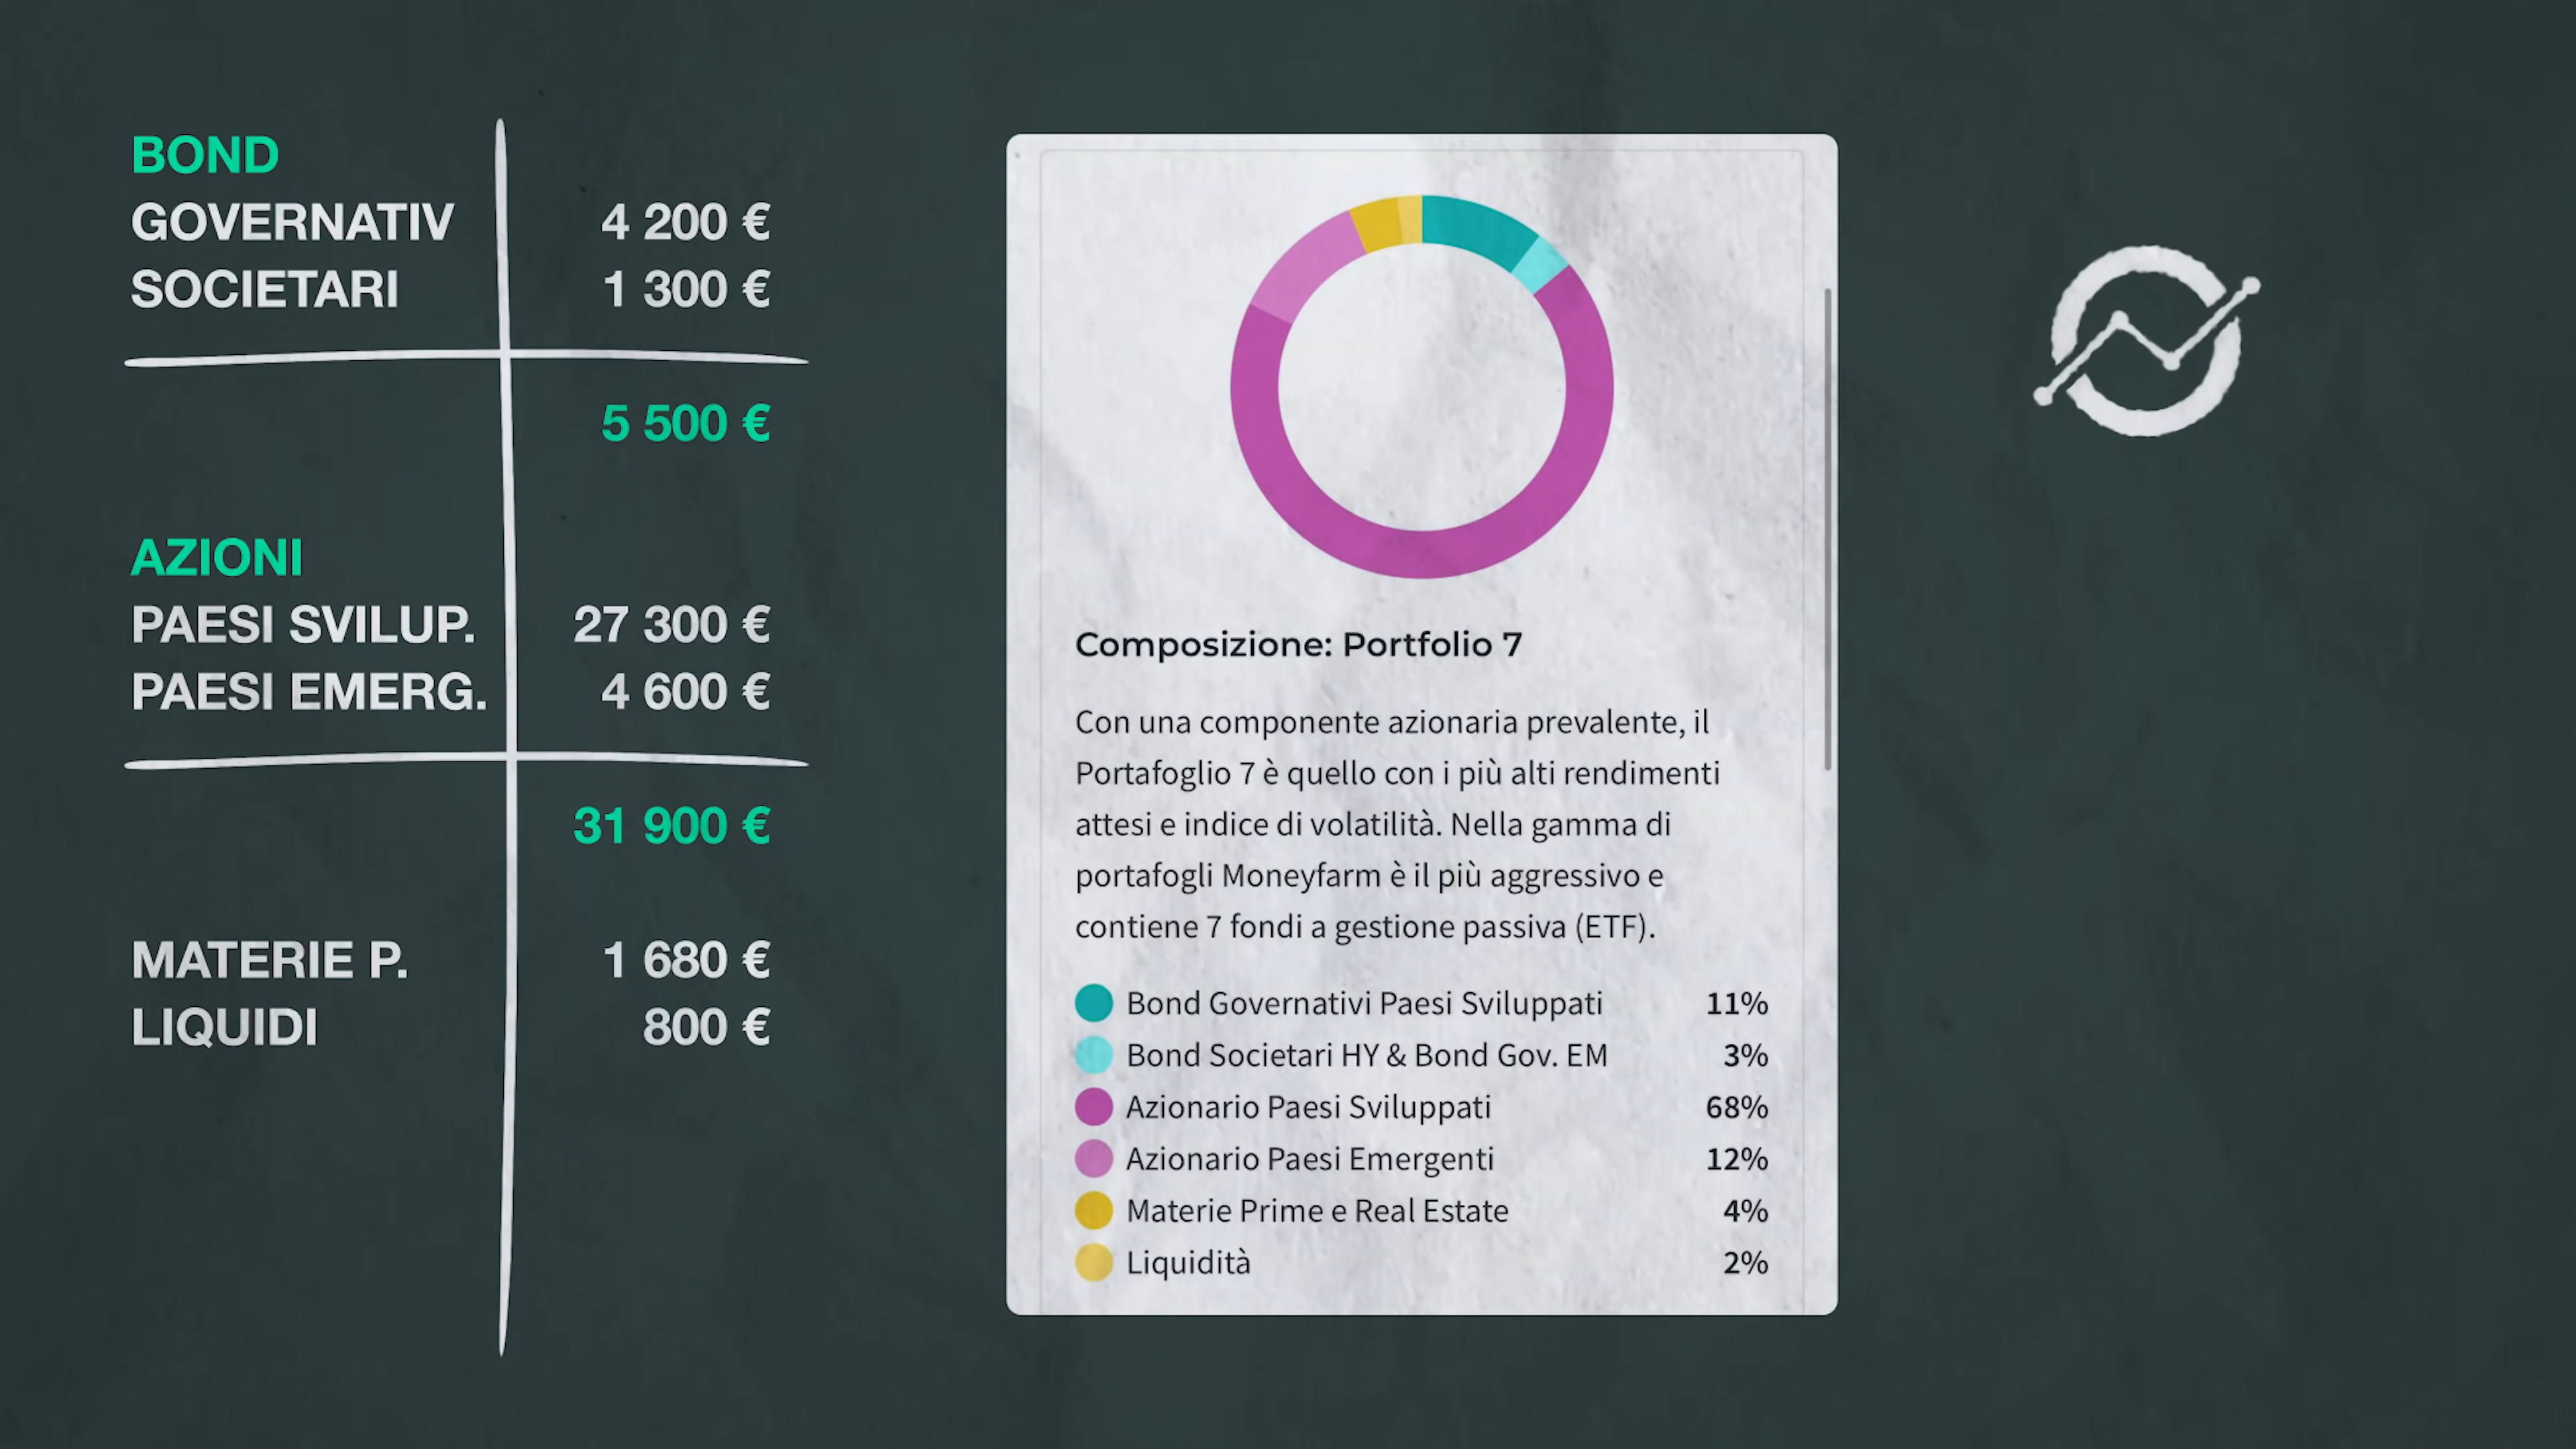 BOND
GOVERNATIV 4 200 €
SOCIETARI 1 300 €
5 500 €
AZIONI
PAESI SVILUP. 27 300 €
PAESI EMERG. 4 600 €
31 900 €
MATERIE P. 1 680 €
LIQUIDI 800 €
Composizione: Portfolio 7
Con una componente azionaria prevalente, il
Portafoglio 7 è quello con i più alti rendimenti
attesi e indice di volatilità. Nella gamma di
portafogli Moneyfarm è il più aggressivo e
contiene 7 fondi a gestione passiva (ETF).
Bond Governativi Paesi Sviluppati 11%
Bond Societari HY & Bond Gov. EM 3%
Azionario Paesi Sviluppati 68%
Azionario Paesi Emergenti 12%
Materie Prime e Real Estate 4%
Liquidità 2%